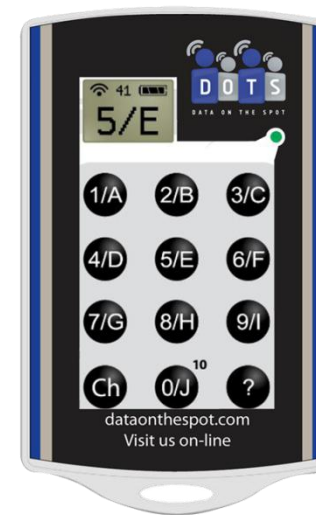 41
5/E
DOTS
DATA ON THE SPOT
1/A 2/B 3/C
4/D 5/E 6/F
7/G 8/H 9/I
10
Ch 0/J ?
dataonthespot.com
Visit us on-line